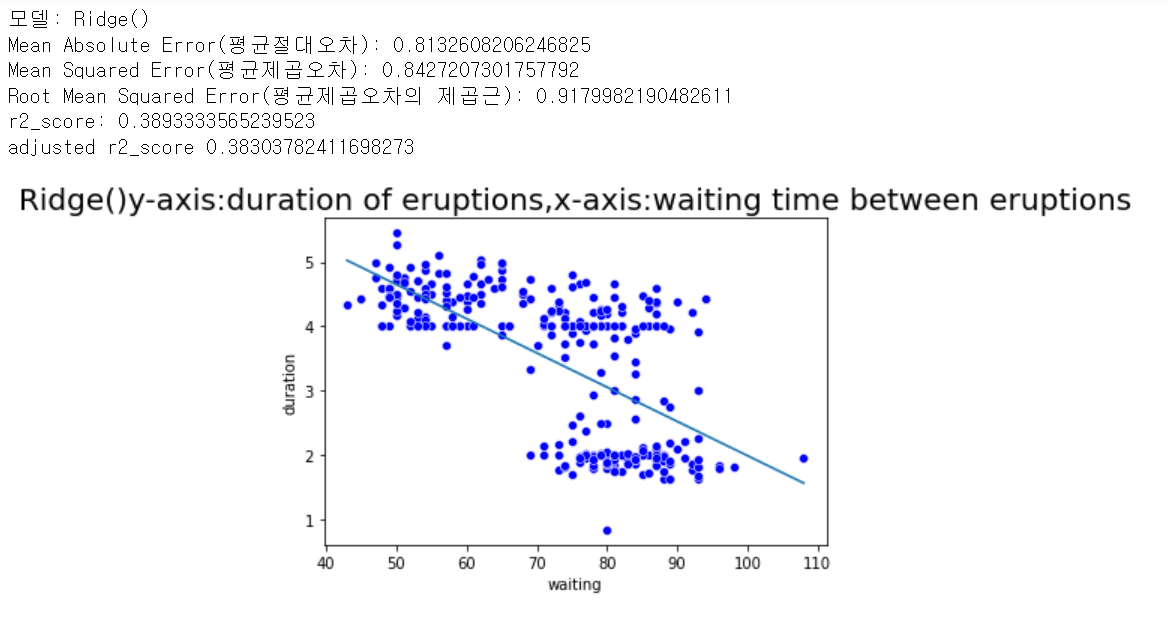 모델: Ridge()
Mean Absolute Error(평균절대오차): 0.8132608206246825
Mean Squared Error(평균제곱오차): 0.8427207301757792
Root Mean Squared Error(평균제곱오차의 제곱근): 0.9179982190482611
r2_score: 0.3893333565239523
adjusted r2_score 0.38303782411698273
Ridge()y-axis:duration of eruptions,x-axis:waiting time between eruptions
5
4
3
2
1
duration
40 50 60 70 80 90 100 110
waiting